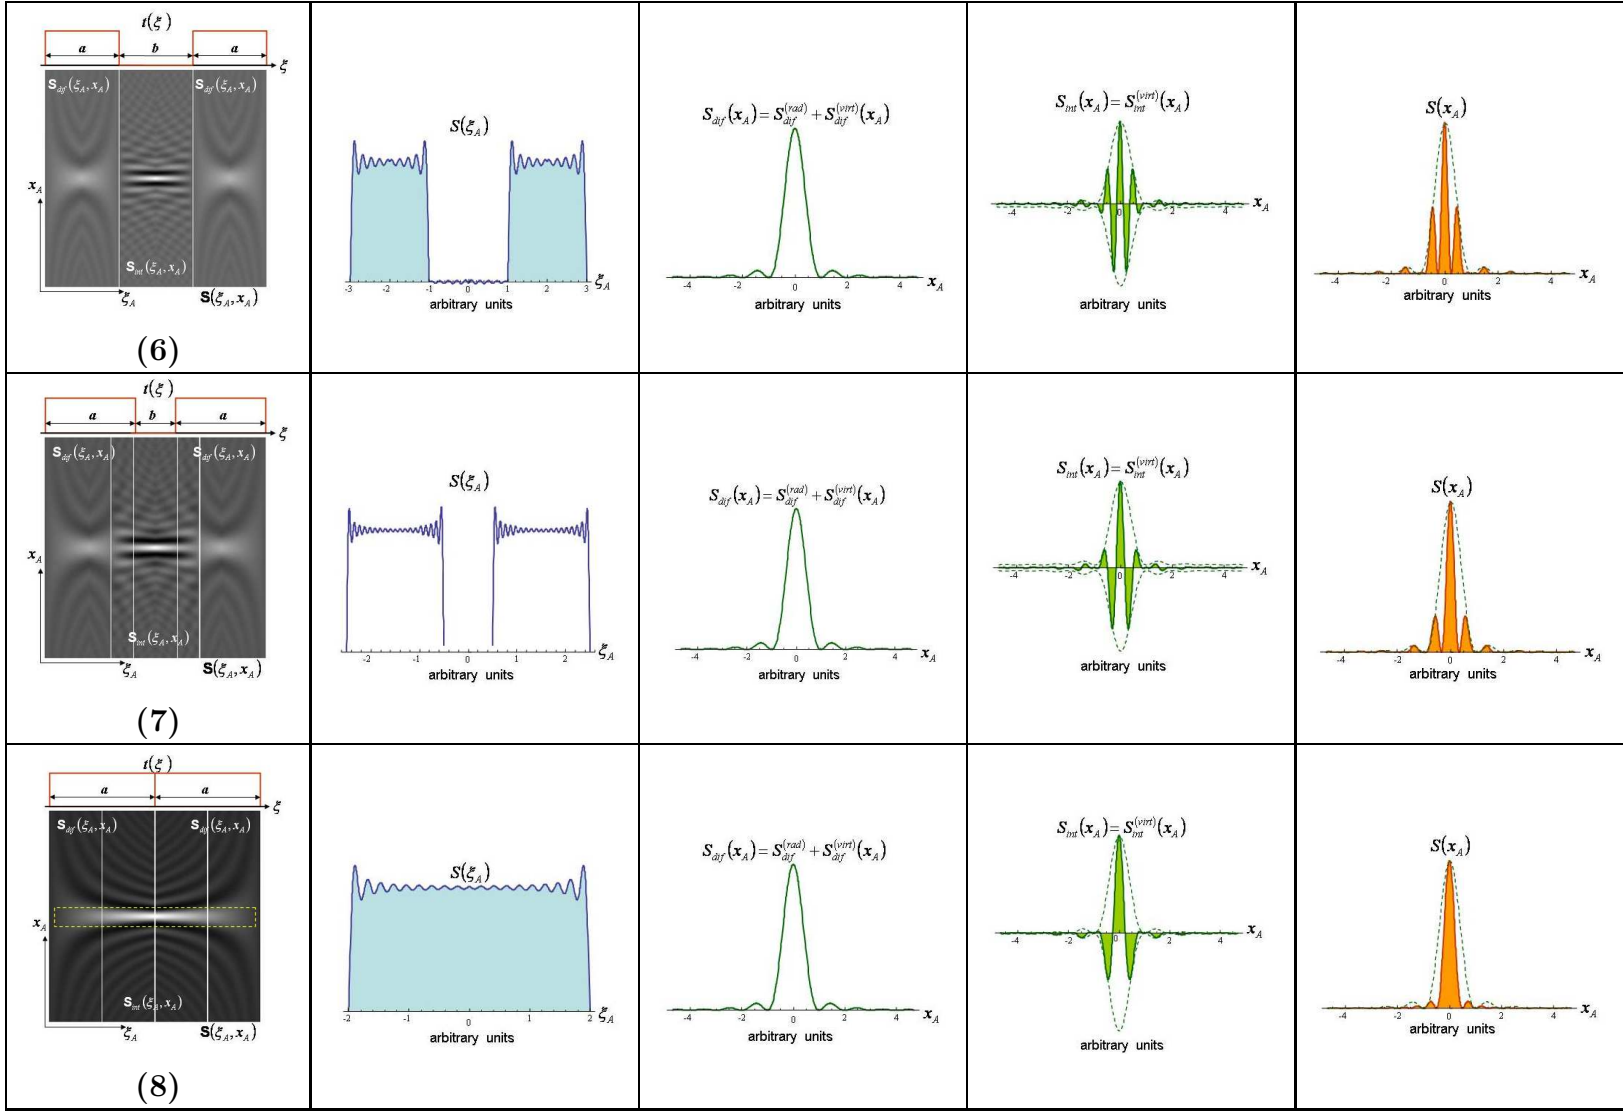 t(ξ)
a b a
ξ
S_dif(ξ_A, x_A) S_dif(ξ_A, x_A)
x_A
S_int(ξ_A, x_A)
ξ_A S(ξ_A, x_A)
(6)
S(ξ_A)
-3 -2 -1 0 1 2 3 ξ_A
arbitrary units
S_dif(x_A) = S_dif^(rad) + S_dif^(virt)(x_A)
-4 -2 0 2 4 x_A
arbitrary units
S_int(x_A) = S_int^(virt)(x_A)
-4 -2 0 2 4 x_A
arbitrary units
S(x_A)
-4 -2 0 2 4 x_A
arbitrary units
t(ξ)
a b a
ξ
S_dif(ξ_A, x_A) S_dif(ξ_A, x_A)
x_A
S_int(ξ_A, x_A)
ξ_A S(ξ_A, x_A)
(7)
S(ξ_A)
-2 -1 0 1 2 ξ_A
arbitrary units
S_dif(x_A) = S_dif^(rad) + S_dif^(virt)(x_A)
-4 -2 0 2 4 x_A
arbitrary units
S_int(x_A) = S_int^(virt)(x_A)
-4 -2 0 2 4 x_A
arbitrary units
S(x_A)
-4 -2 0 2 4 x_A
arbitrary units
t(ξ)
a a
ξ
S_dif(ξ_A, x_A) S_dif(ξ_A, x_A)
x_A
S_int(ξ_A, x_A)
ξ_A S(ξ_A, x_A)
(8)
S(ξ_A)
-2 -1 0 1 2 ξ_A
arbitrary units
S_dif(x_A) = S_dif^(rad) + S_dif^(virt)(x_A)
-4 -2 0 2 4 x_A
arbitrary units
S_int(x_A) = S_int^(virt)(x_A)
-4 -2 0 2 4 x_A
arbitrary units
S(x_A)
-4 -2 0 2 4 x_A
arbitrary units